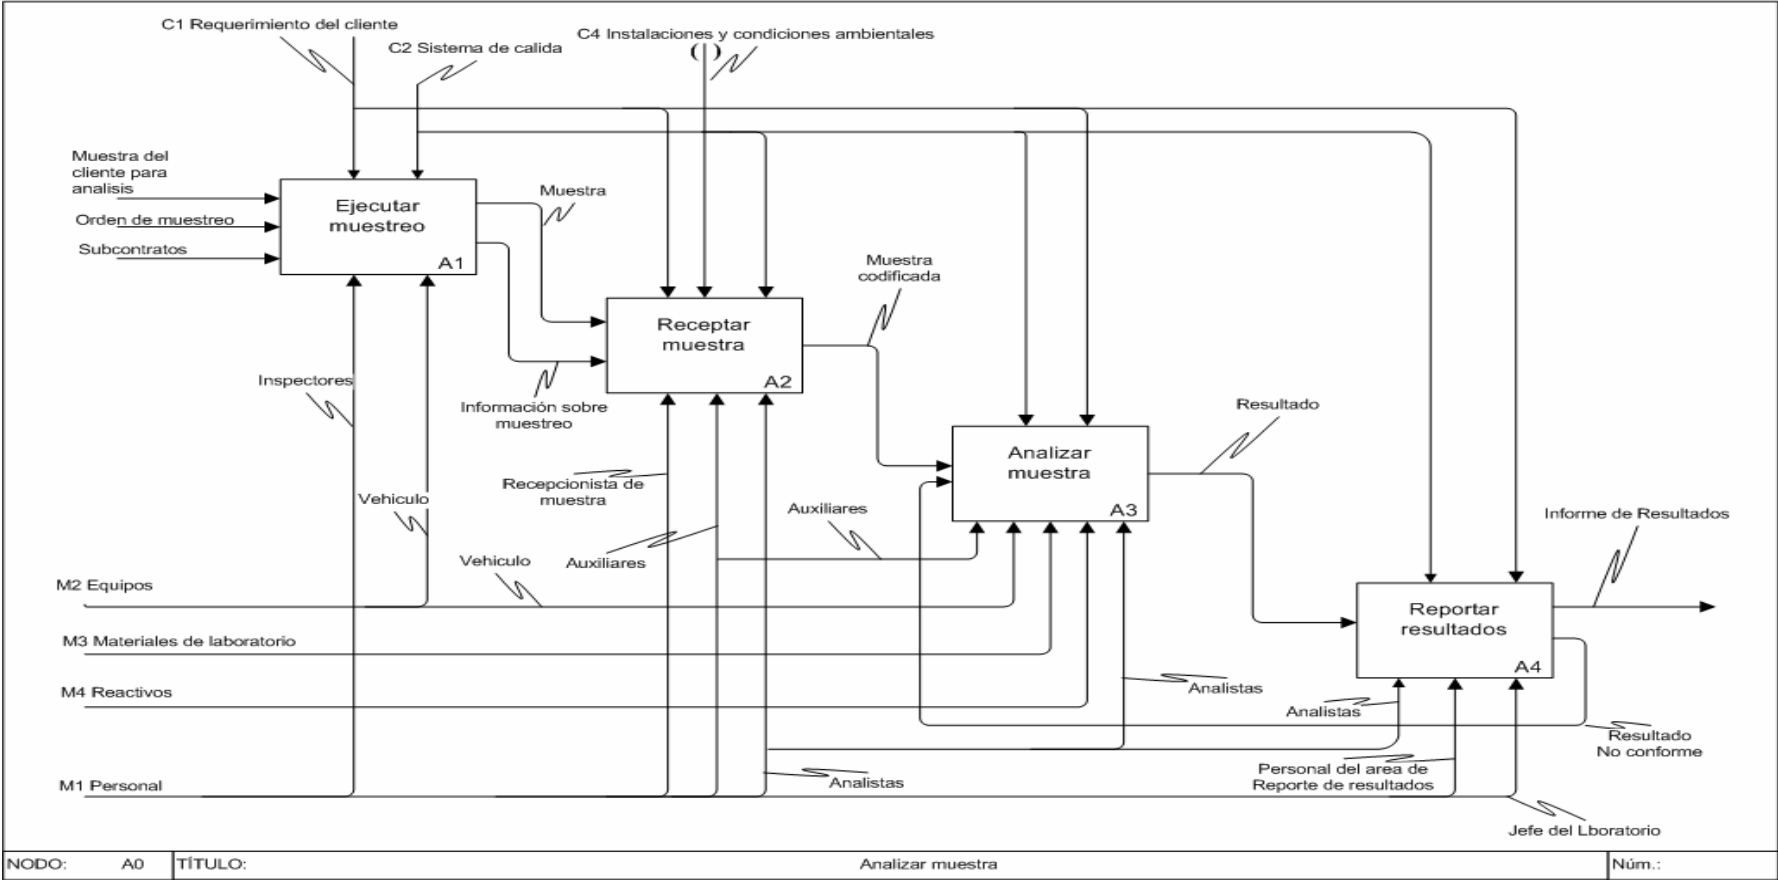 C1 Requerimiento del cliente
C2 Sistema de calida
C4 Instalaciones y condiciones ambientales
( )
Muestra del
cliente para
analisis
Orden de muestreo
Subcontratos
Ejecutar
muestreo
A1
Muestra
Información sobre
muestreo
Receptar
muestra
A2
Muestra
codificada
Inspectores
Vehiculo
Recepcionista de
muestra
Auxiliares
Vehiculo
Auxiliares
Analizar
muestra
A3
Resultado
Informe de Resultados
Reportar
resultados
A4
M2 Equipos
M3 Materiales de laboratorio
M4 Reactivos
M1 Personal
Analistas
Analistas
Analistas
Resultado
No conforme
Personal del area de
Reporte de resultados
Jefe del Lboratorio
NODO: A0 TÍTULO: Analizar muestra Núm.: